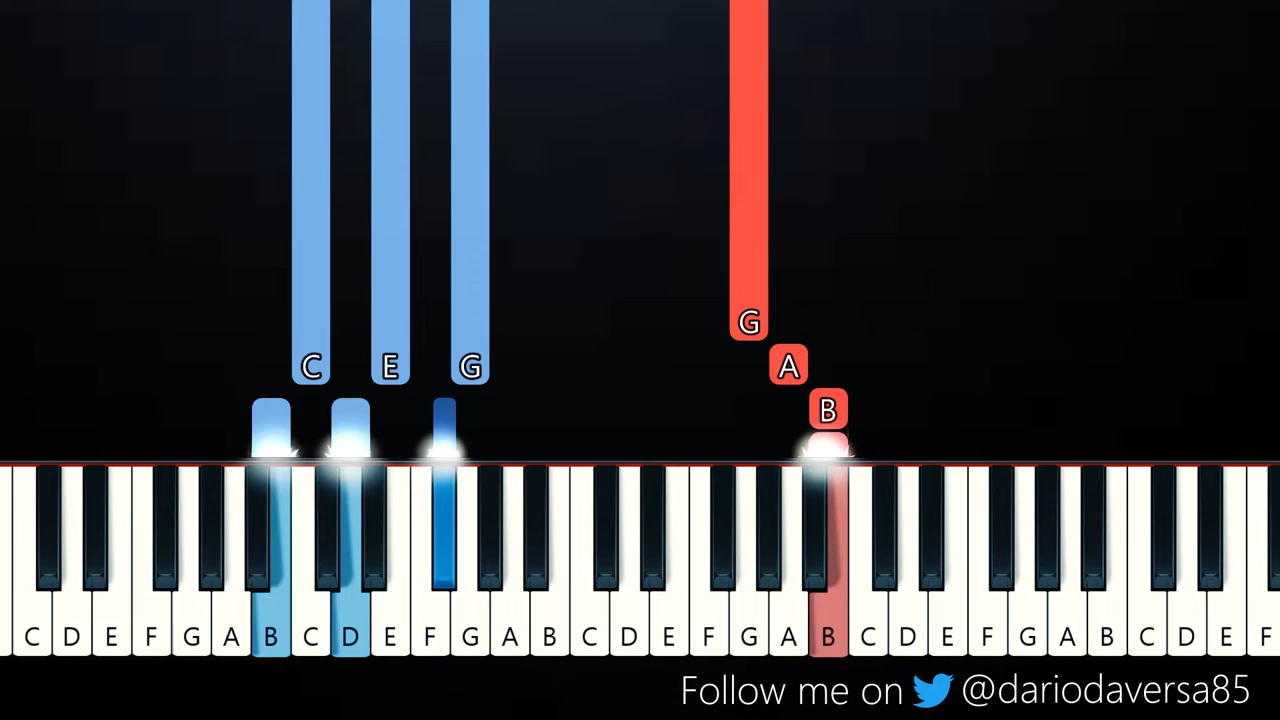 G
C E G A
B
C D E F G A B C D E F G A B C D E F G A B C D E F G A B C D E F
Follow me on @dariodaversa85